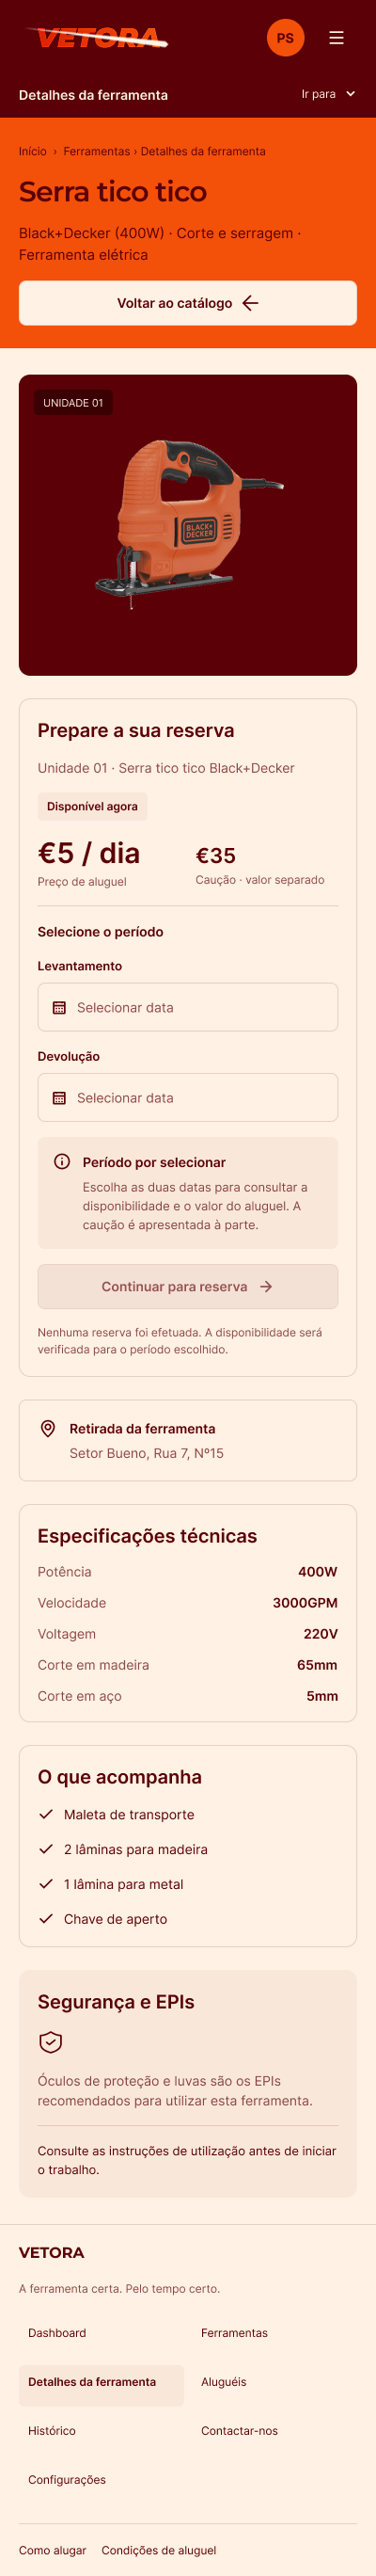 VETORA
PS
Detalhes da ferramenta
Ir para
Início › Ferramentas › Detalhes da ferramenta
Serra tico tico
Black+Decker (400W) · Corte e serragem ·
Ferramenta elétrica
Voltar ao catálogo
UNIDADE 01
BLACK+
DECKER
Prepare a sua reserva
Unidade 01 · Serra tico tico Black+Decker
Disponível agora
€5 / dia
Preço de aluguel
€35
Caução · valor separado
Selecione o período
Levantamento
Selecionar data
Devolução
Selecionar data
Período por selecionar
Escolha as duas datas para consultar a
disponibilidade e o valor do aluguel. A
caução é apresentada à parte.
Continuar para reserva
Nenhuma reserva foi efetuada. A disponibilidade será
verificada para o período escolhido.
Retirada da ferramenta
Setor Bueno, Rua 7, Nº15
Especificações técnicas
Potência 400W
Velocidade 3000GPM
Voltagem 220V
Corte em madeira 65mm
Corte em aço 5mm
O que acompanha
Maleta de transporte
2 lâminas para madeira
1 lâmina para metal
Chave de aperto
Segurança e EPIs
Óculos de proteção e luvas são os EPIs
recomendados para utilizar esta ferramenta.
Consulte as instruções de utilização antes de iniciar
o trabalho.
VETORA
A ferramenta certa. Pelo tempo certo.
Dashboard Ferramentas
Detalhes da ferramenta Aluguéis
Histórico Contactar-nos
Configurações
Como alugar Condições de aluguel